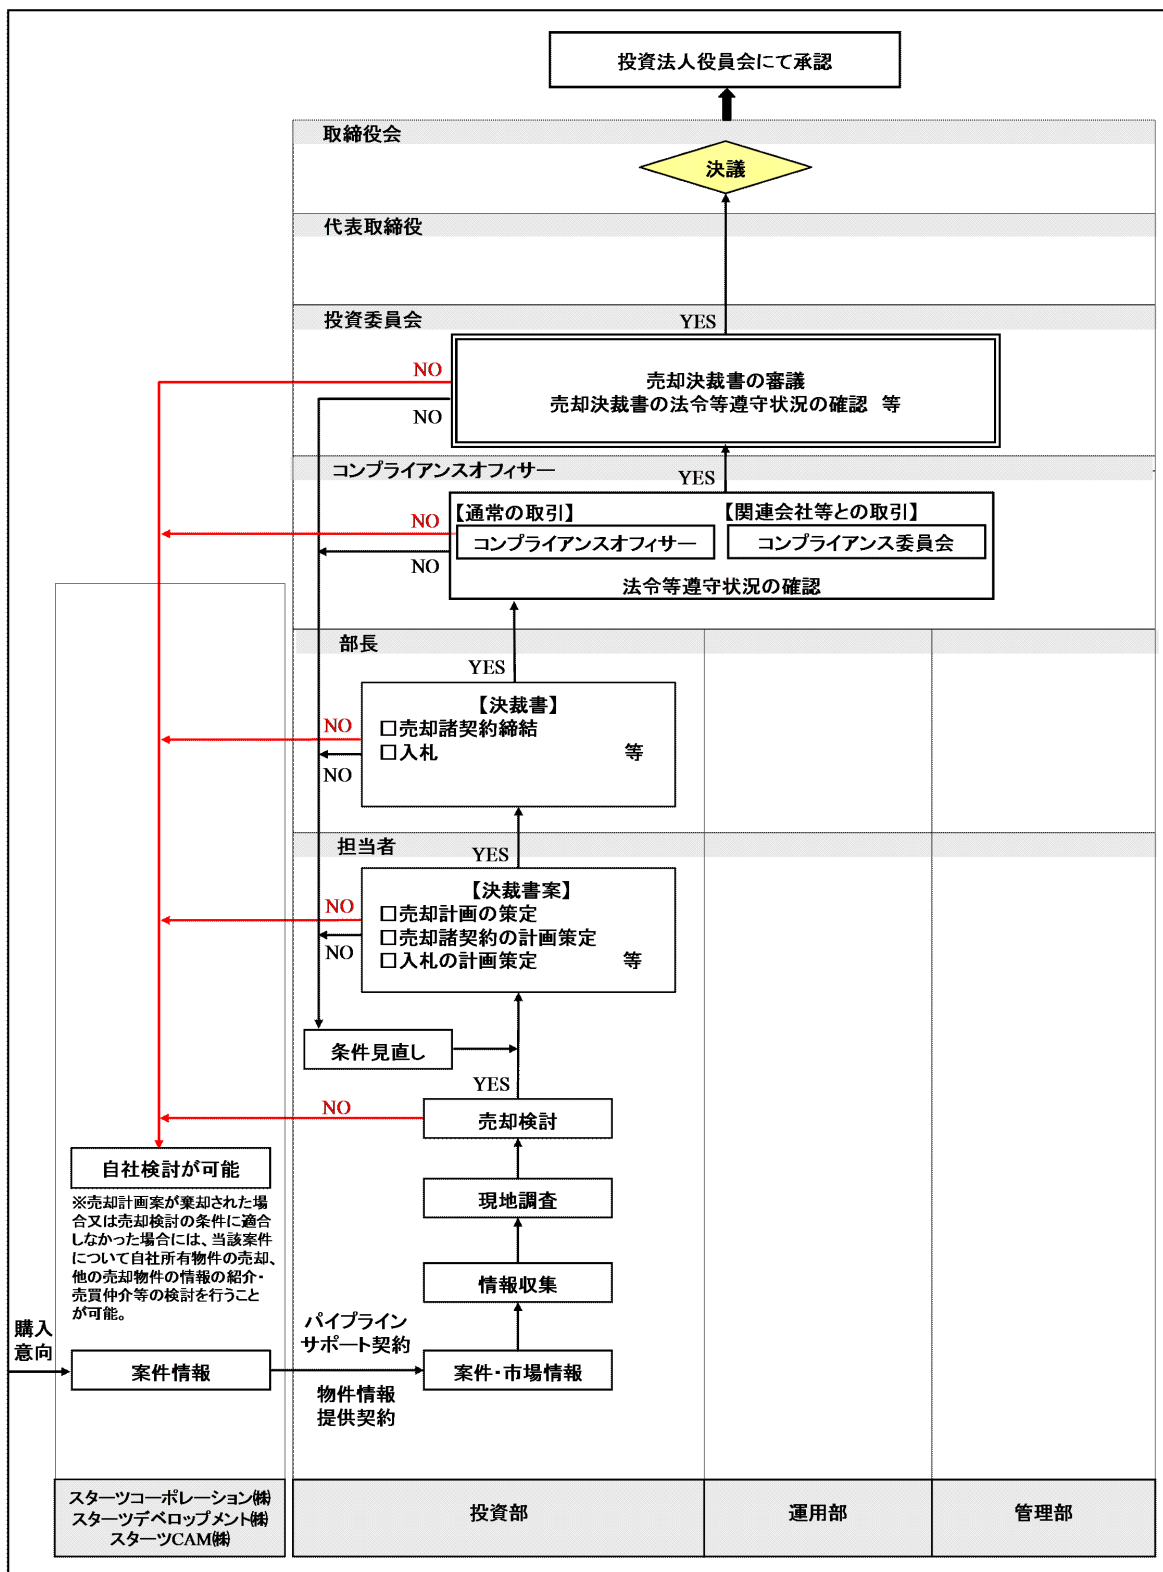 投資法人役員会にて承認
取締役会
決議
代表取締役
投資委員会
YES
NO
NO
売却決裁書の審議
売却決裁書の法令等遵守状況の確認 等
コンプライアンスオフィサー
YES
【通常の取引】
【関連会社等との取引】
NO
コンプライアンスオフィサー
コンプライアンス委員会
NO
法令等遵守状況の確認
部長
YES
【決裁書】
NO
□売却諸契約締結
□入札 等
NO
担当者
YES
【決裁書案】
NO
□売却計画の策定
□売却諸契約の計画策定
NO
□入札の計画策定 等
条件見直し
YES
NO
売却検討
自社検討が可能
※売却計画案が棄却された場
合又は売却検討の条件に適合
しなかった場合には、当該案件
について自社所有物件の売却、
他の売却物件の情報の紹介・
売買仲介等の検討を行うこと
が可能。
現地調査
情報収集
購入
意向
案件情報
パイプライン
サポート契約
物件情報
提供契約
案件・市場情報
スターツコーポレーション㈱
スターツデベロップメント㈱
スターツCAM㈱
投資部
運用部
管理部